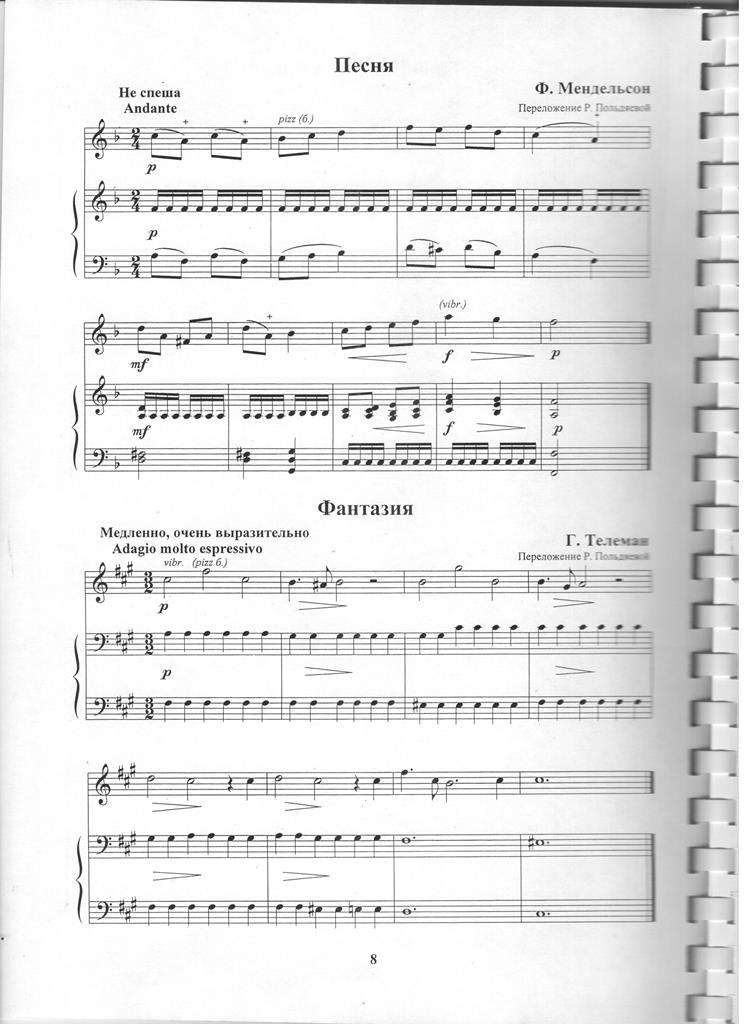 Песня
Не спеша
Andante
Ф. Мендельсон
Переложение Р. Польдяевой
pizz (б.)
p
p
(vibr.)
mf
f
p
mf
f
p
Фантазия
Медленно, очень выразительно
Adagio molto espressivo
Г. Телеман
Переложение Р. Польдяевой
vibr. (pizz б.)
p
p
8